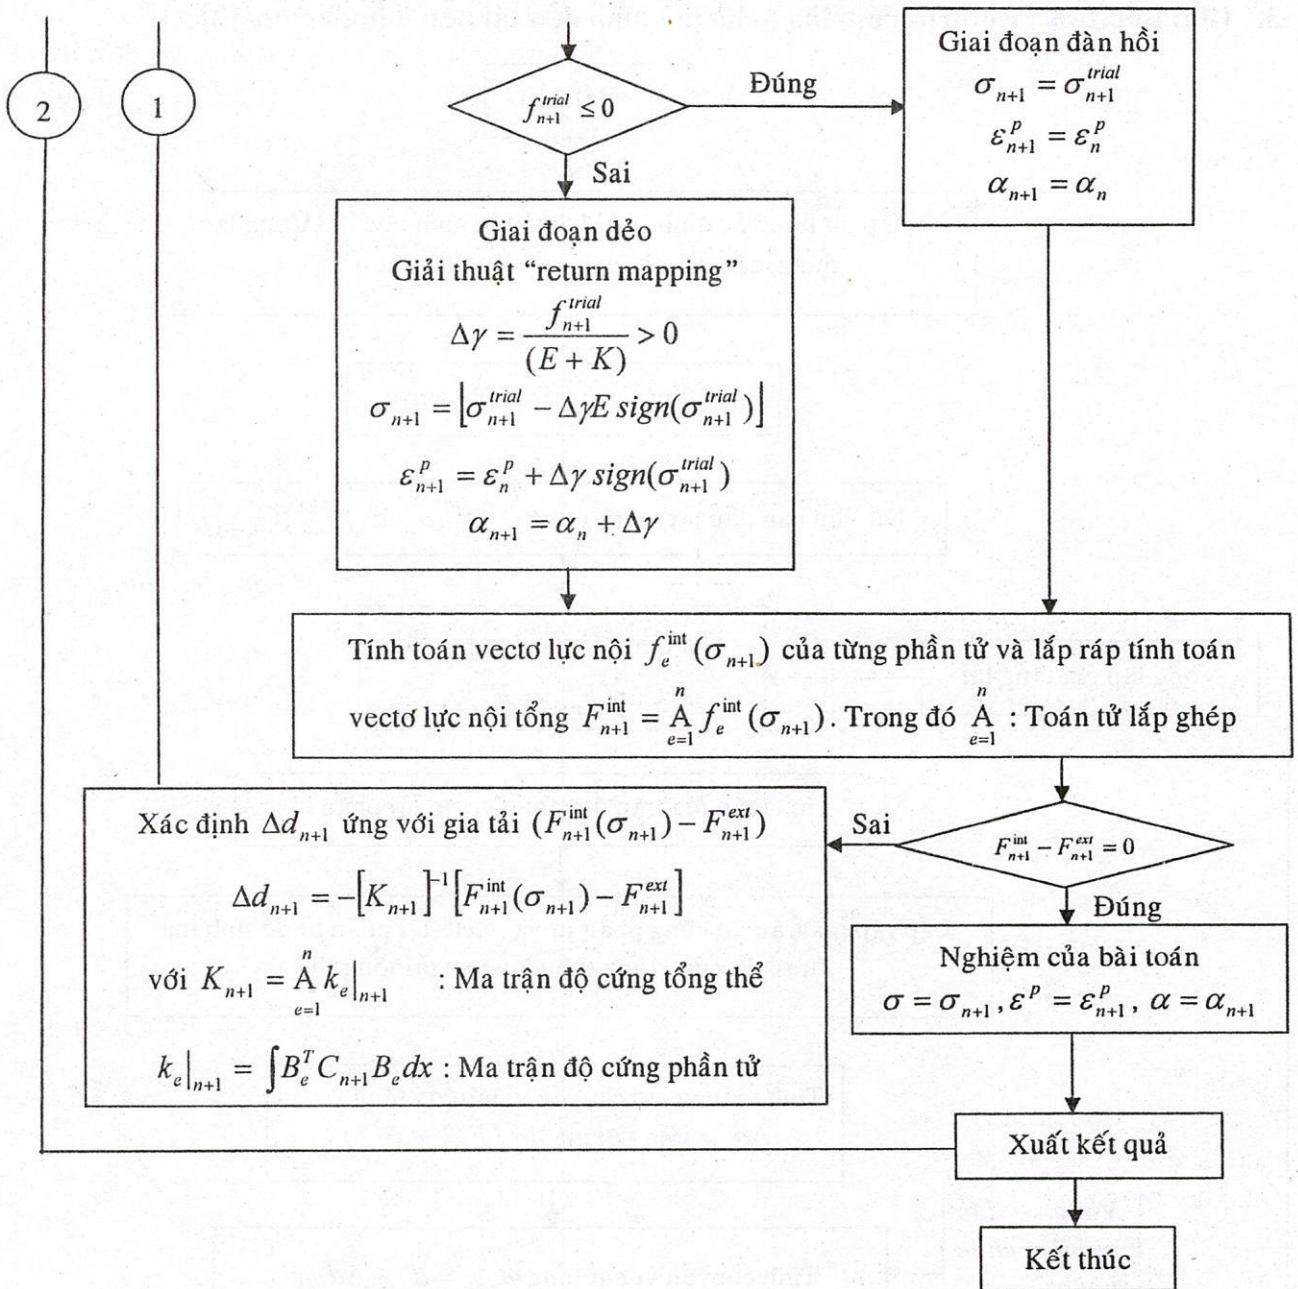 2
1
f_{n+1}^{trial} ≤ 0
Đúng
Sai
Giai đoạn đàn hồi
σ_{n+1} = σ_{n+1}^{trial}
ε_{n+1}^p = ε_n^p
α_{n+1} = α_n
Giai đoạn dẻo
Giải thuật “return mapping”
Δγ = f_{n+1}^{trial} / (E + K) > 0
σ_{n+1} = ⌊σ_{n+1}^{trial} − ΔγE sign(σ_{n+1}^{trial})⌋
ε_{n+1}^p = ε_n^p + Δγ sign(σ_{n+1}^{trial})
α_{n+1} = α_n + Δγ
Tính toán vectơ lực nội f_e^{int}(σ_{n+1}) của từng phần tử và lắp ráp tính toán
vectơ lực nội tổng F_{n+1}^{int} = A_{e=1}^n f_e^{int}(σ_{n+1}). Trong đó A_{e=1}^n : Toán tử lắp ghép
F_{n+1}^{int} − F_{n+1}^{ext} = 0
Sai
Đúng
Xác định Δd_{n+1} ứng với gia tải (F_{n+1}^{int}(σ_{n+1}) − F_{n+1}^{ext})
Δd_{n+1} = −[K_{n+1}]^{-1}[F_{n+1}^{int}(σ_{n+1}) − F_{n+1}^{ext}]
với K_{n+1} = A_{e=1}^n k_e|_{n+1} : Ma trận độ cứng tổng thể
k_e|_{n+1} = ∫B_e^T C_{n+1} B_e dx : Ma trận độ cứng phần tử
Nghiệm của bài toán
σ = σ_{n+1}, ε^p = ε_{n+1}^p, α = α_{n+1}
Xuất kết quả
Kết thúc